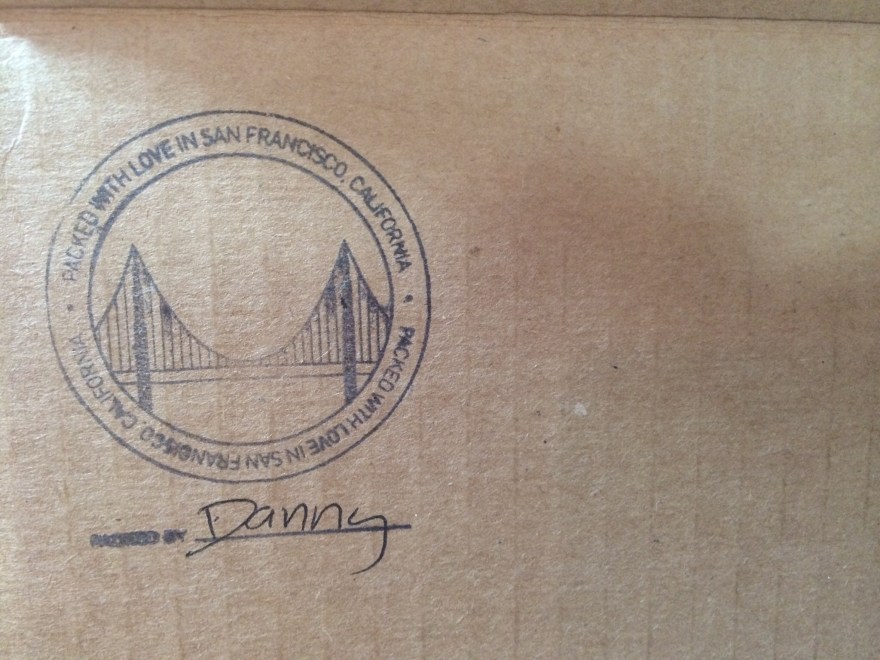 • PACKED WITH LOVE IN SAN FRANCISCO, CALIFORNIA
• PACKED WITH LOVE IN SAN FRANCISCO, CALIFORNIA
PACKED BY Danny